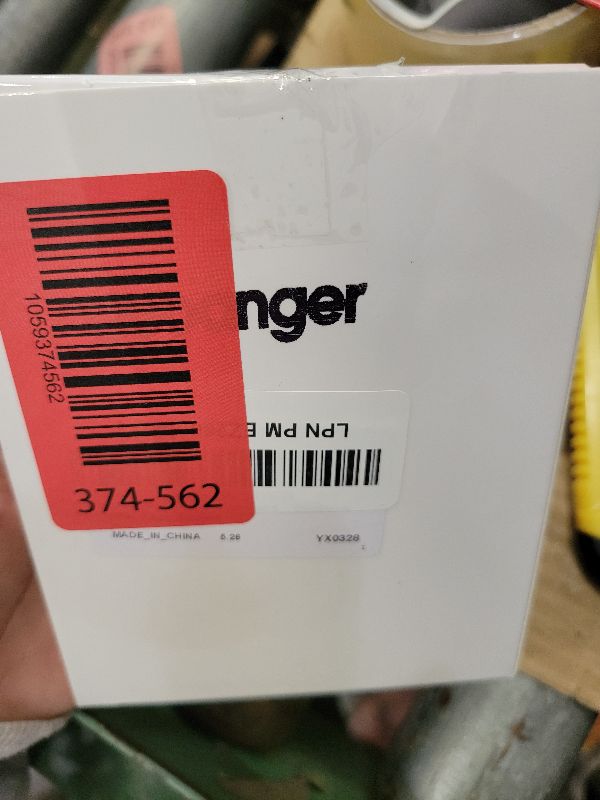 nger
1059374562
LPN PM E
374-562
MADE_IN_CHINA 5.26 YX0328